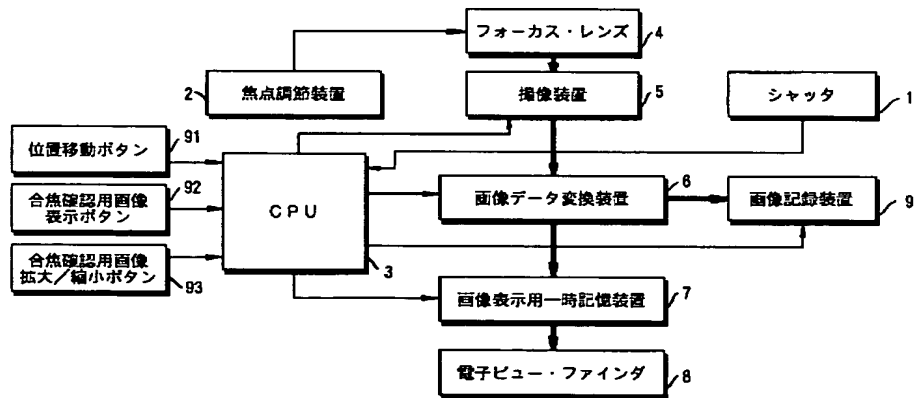 フォーカス・レンズ
4
2
焦点調節装置
撮像装置
5
シャッタ
1
位置移動ボタン
91
合焦確認用画像
表示ボタン
92
合焦確認用画像
拡大／縮小ボタン
93
CPU
3
画像データ変換装置
6
画像記録装置
9
画像表示用一時記憶装置
7
電子ビュー・ファインダ
8